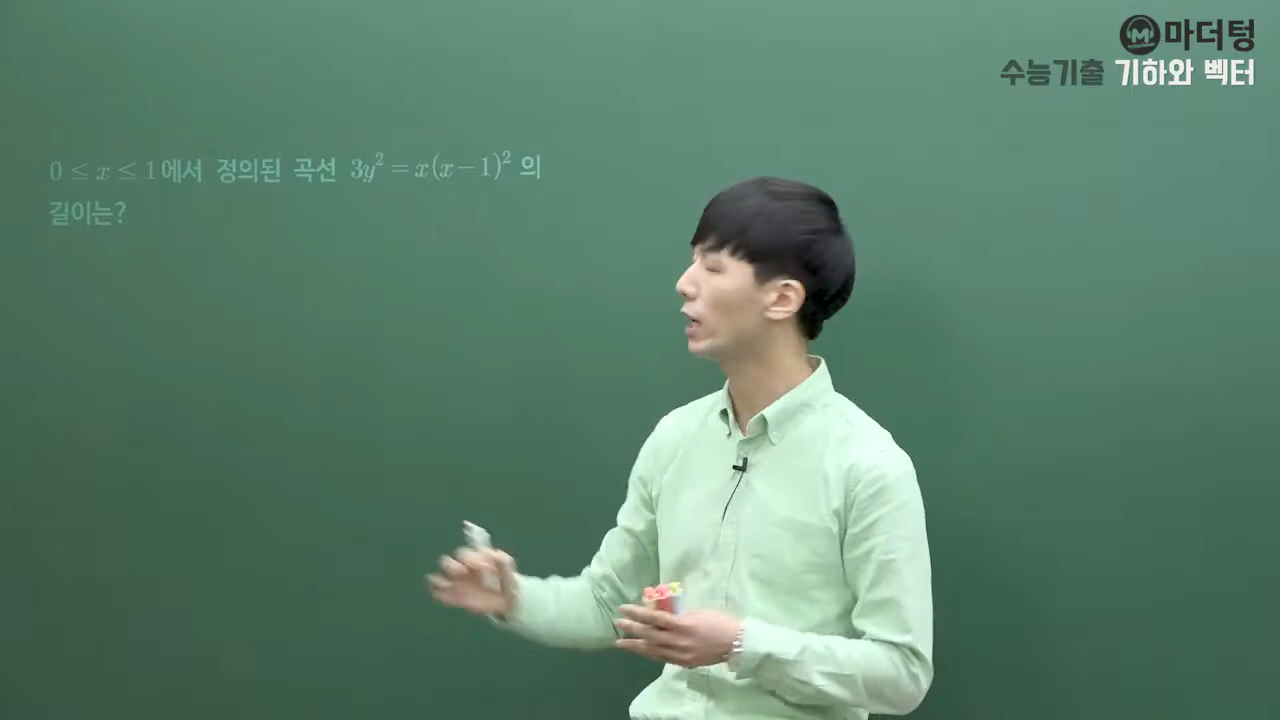 마더텅
수능기출 기하와 벡터
0 ≤ x ≤ 1에서 정의된 곡선 3y² = x(x−1)² 의
길이는?